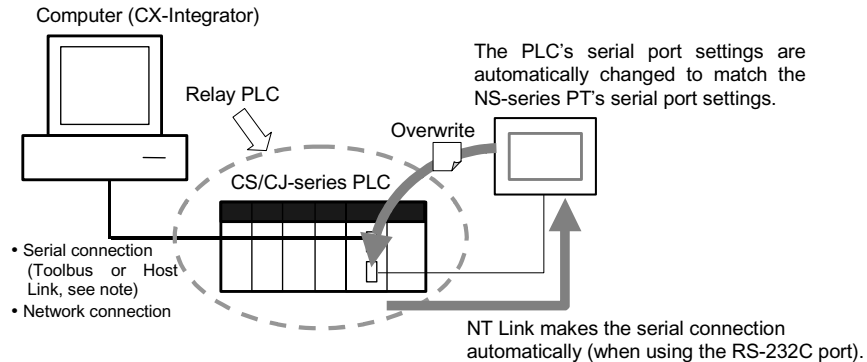 Computer (CX-Integrator)
The PLC's serial port settings are
automatically changed to match the
NS-series PT's serial port settings.
Relay PLC
Overwrite
CS/CJ-series PLC
• Serial connection
(Toolbus or Host
Link, see note)
• Network connection
NT Link makes the serial connection
automatically (when using the RS-232C port).